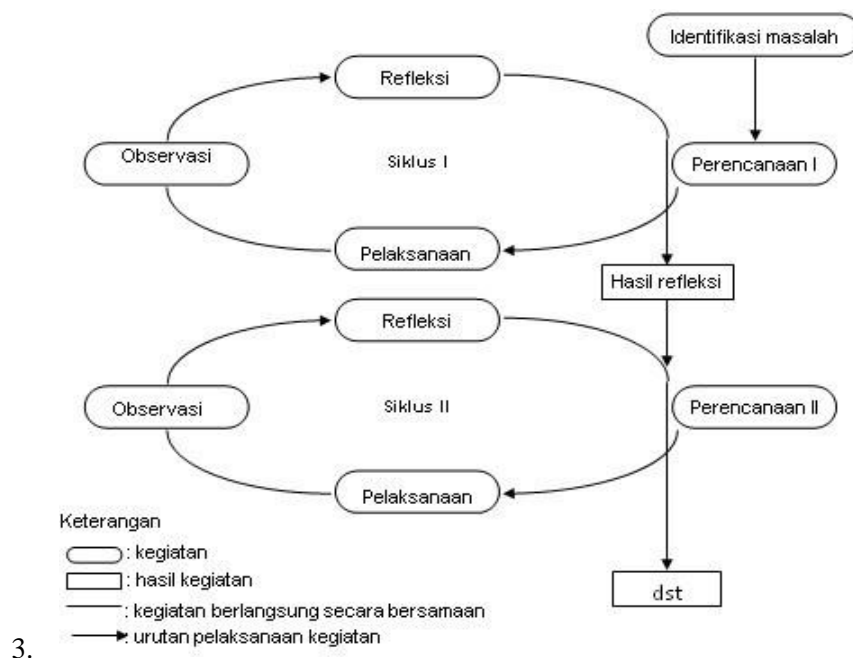 Identifikasi masalah
Refleksi
Observasi
Siklus I
Perencanaan I
Pelaksanaan
Hasil refleksi
Refleksi
Observasi
Siklus II
Perencanaan II
Pelaksanaan
Keterangan
: kegiatan
: hasil kegiatan
dst
: kegiatan berlangsung secara bersamaan
: urutan pelaksanaan kegiatan
3.